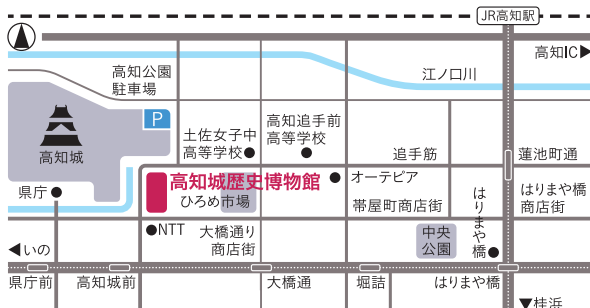 JR高知駅
高知IC▶
高知公園
駐車場
江ノ口川
P
高知城
土佐女子中
高等学校●
高知追手前
高等学校
追手筋
蓮池町通
県庁●
高知城歴史博物館
ひろめ市場
●オーテピア
帯屋町商店街
はりまや橋
はりまや橋
商店街
●NTT
大橋通り
商店街
中央
公園
◀いの
県庁前
高知城前
大橋通
堀詰
はりまや橋
▼桂浜